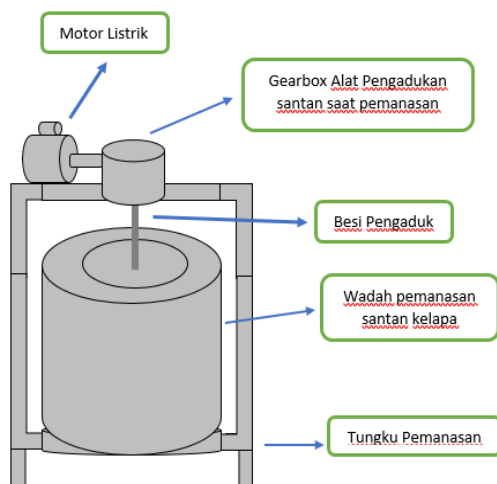 Motor Listrik
Gearbox Alat Pengadukan
santan saat pemanasan
Besi Pengaduk
Wadah pemanasan
santan kelapa
Tungku Pemanasan